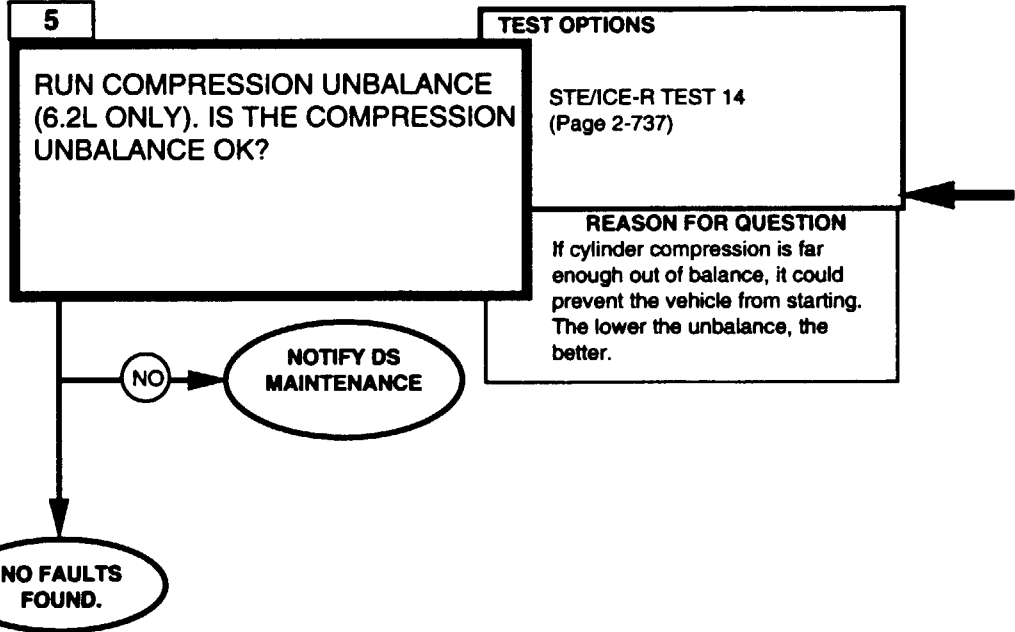 5
RUN COMPRESSION UNBALANCE
(6.2L ONLY). IS THE COMPRESSION
UNBALANCE OK?
TEST OPTIONS
STE/ICE-R TEST 14
(Page 2-737)
REASON FOR QUESTION
If cylinder compression is far
enough out of balance, it could
prevent the vehicle from starting.
The lower the unbalance, the
better.
NO
NOTIFY DS
MAINTENANCE
NO FAULTS
FOUND.